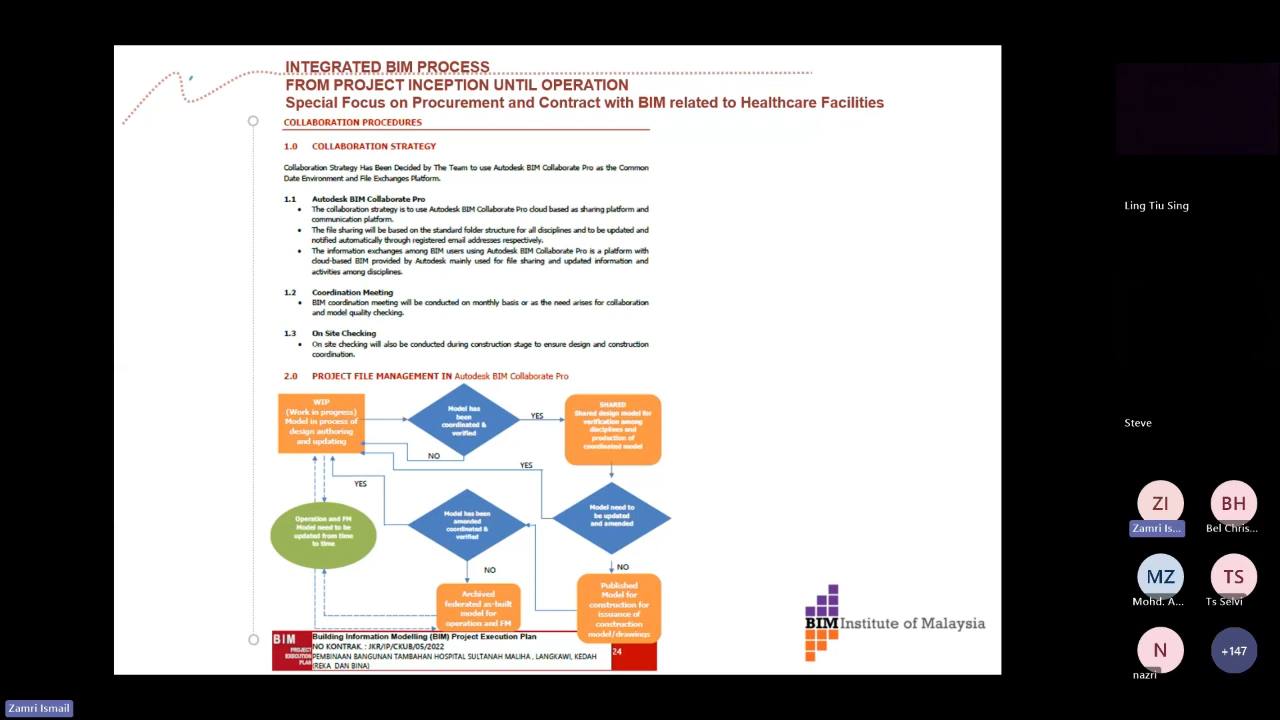 INTEGRATED BIM PROCESS
FROM PROJECT INCEPTION UNTIL OPERATION
Special Focus on Procurement and Contract with BIM related to Healthcare Facilities
COLLABORATION PROCEDURES
1.0 COLLABORATION STRATEGY
Collaboration Strategy Has Been Decided by The Team to use Autodesk BIM Collaborate Pro as the Common
Date Environment and File Exchanges Platform.
1.1 Autodesk BIM Collaborate Pro
• The collaboration strategy is to use Autodesk BIM Collaborate Pro cloud based as sharing platform and
communication platform.
• The file sharing will be based on the standard folder structure for all disciplines and to be updated and
notified automatically through registered email addresses respectively.
• The information exchanges among BIM users using Autodesk BIM Collaborate Pro is a platform with
cloud-based BIM provided by Autodesk mainly used for file sharing and updated information and
activities among disciplines.
1.2 Coordination Meeting
• BIM coordination meeting will be conducted on monthly basis or as the need arises for collaboration
and model quality checking.
1.3 On Site Checking
• On site checking will also be conducted during construction stage to ensure design and construction
coordination.
2.0 PROJECT FILE MANAGEMENT IN Autodesk BIM Collaborate Pro
WIP
(Work in progress)
Model in process of
design authoring
and updating
Model has
been
coordinated &
verified
YES
NO
SHARED
Shared design model for
verification among
disciplines and
production of
coordinated model
YES
YES
Operation and FM
Model need to be
updated from time
to time
Model has been
amended
coordinated &
verified
Model need to
be updated
and amended
NO
NO
Archived
federated as-built
model for
operation and FM
Published
Model for
construction for
issuance of
construction
model/drawings
BIM
PROJECT
EXECUTION
PLAN
Building Information Modelling (BIM) Project Execution Plan
NO KONTRAK. : JKR/IP/CKUB/05/2022
PEMBINAAN BANGUNAN TAMBAHAN HOSPITAL SULTANAH MALIHA , LANGKAWI, KEDAH
(REKA DAN BINA)
24
BIM Institute of Malaysia
Ling Tiu Sing
Steve
ZI
Zamri Is...
BH
Bel Chris...
MZ
Mohd. A...
TS
Ts Selvi
N
nazri
+147
Zamri Ismail